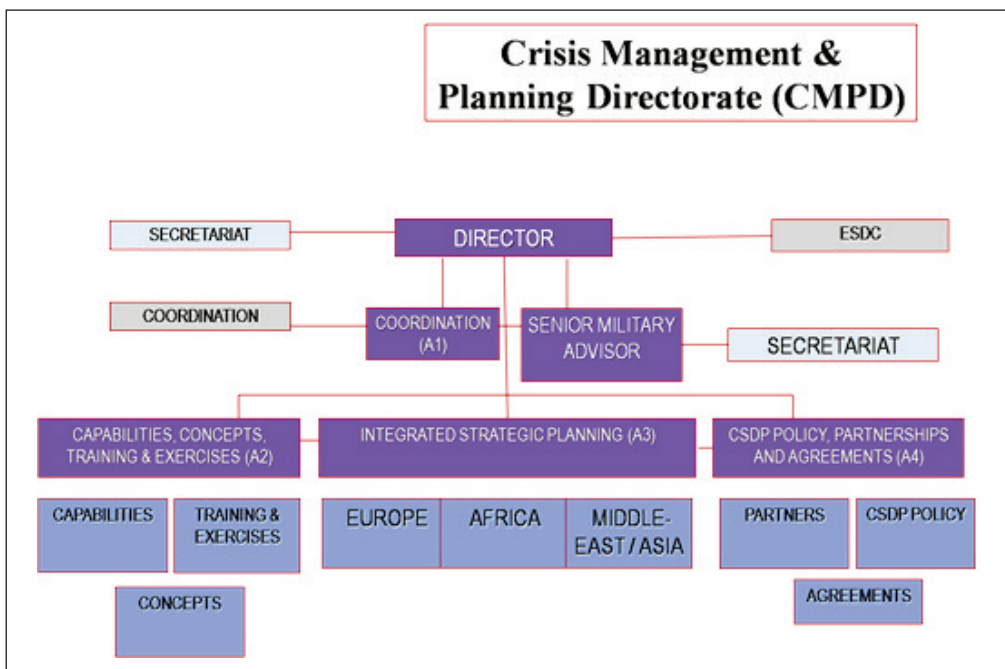 Crisis Management &
Planning Directorate (CMPD)
SECRETARIAT
DIRECTOR
ESDC
COORDINATION
COORDINATION
(A1)
SENIOR MILITARY
ADVISOR
SECRETARIAT
CAPABILITIES, CONCEPTS,
TRAINING & EXERCISES (A2)
INTEGRATED STRATEGIC PLANNING (A3)
CSDP POLICY, PARTNERSHIPS
AND AGREEMENTS (A4)
CAPABILITIES
TRAINING &
EXERCISES
CONCEPTS
EUROPE
AFRICA
MIDDLE-
EAST / ASIA
PARTNERS
CSDP POLICY
AGREEMENTS